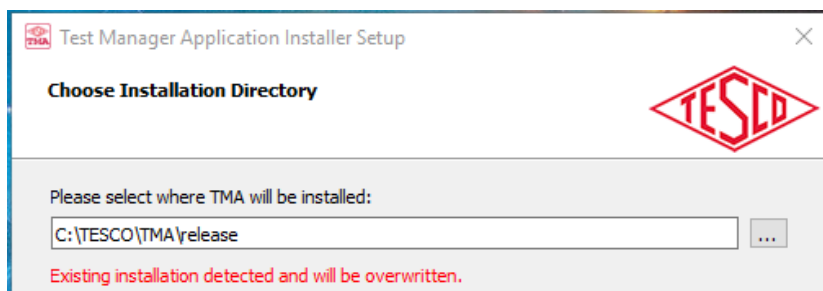 TMA
Test Manager Application Installer Setup
Choose Installation Directory
TESCO
Please select where TMA will be installed:
C:\TESCO\TMA\release
...
Existing installation detected and will be overwritten.